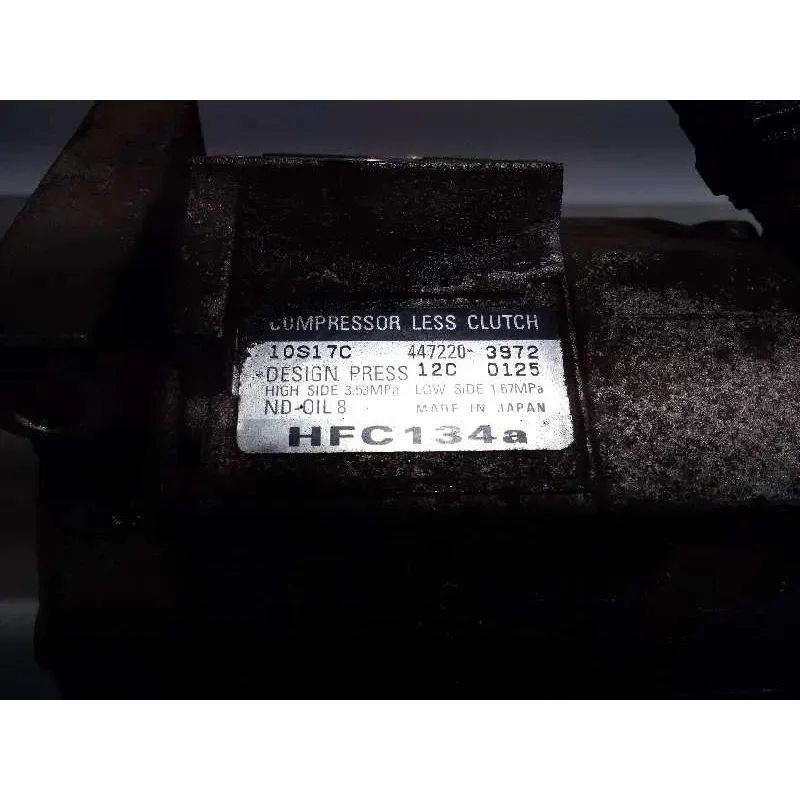 COMPRESSOR LESS CLUTCH
10S17C 447220-3972
*DESIGN PRESS 12C 0125
HIGH SIDE 3.53MPa LOW SIDE 1.67MPa
ND-OIL 8 MADE IN JAPAN
HFC134a